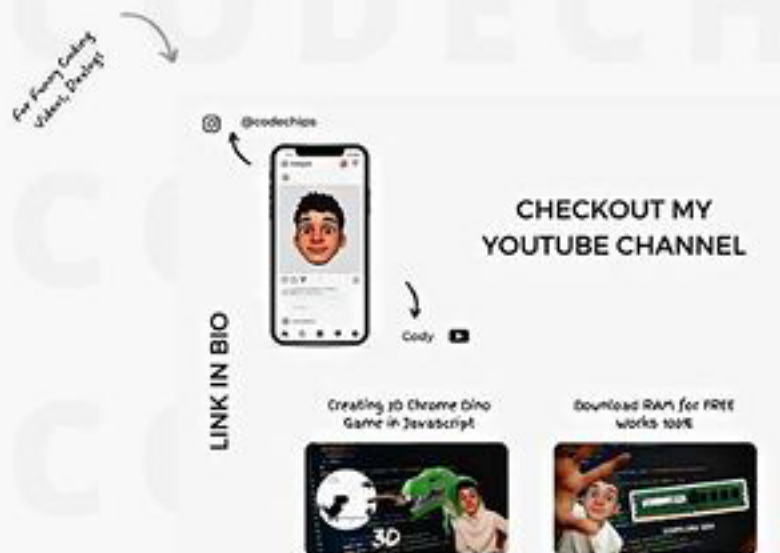 For Funny Coding
Videos, Devlogs
@codechips
CHECKOUT MY
YOUTUBE CHANNEL
Cody
LINK IN BIO
Creating 3D Chrome Dino
Game in Javascript
Download RAM for FREE
Works 100%
3D